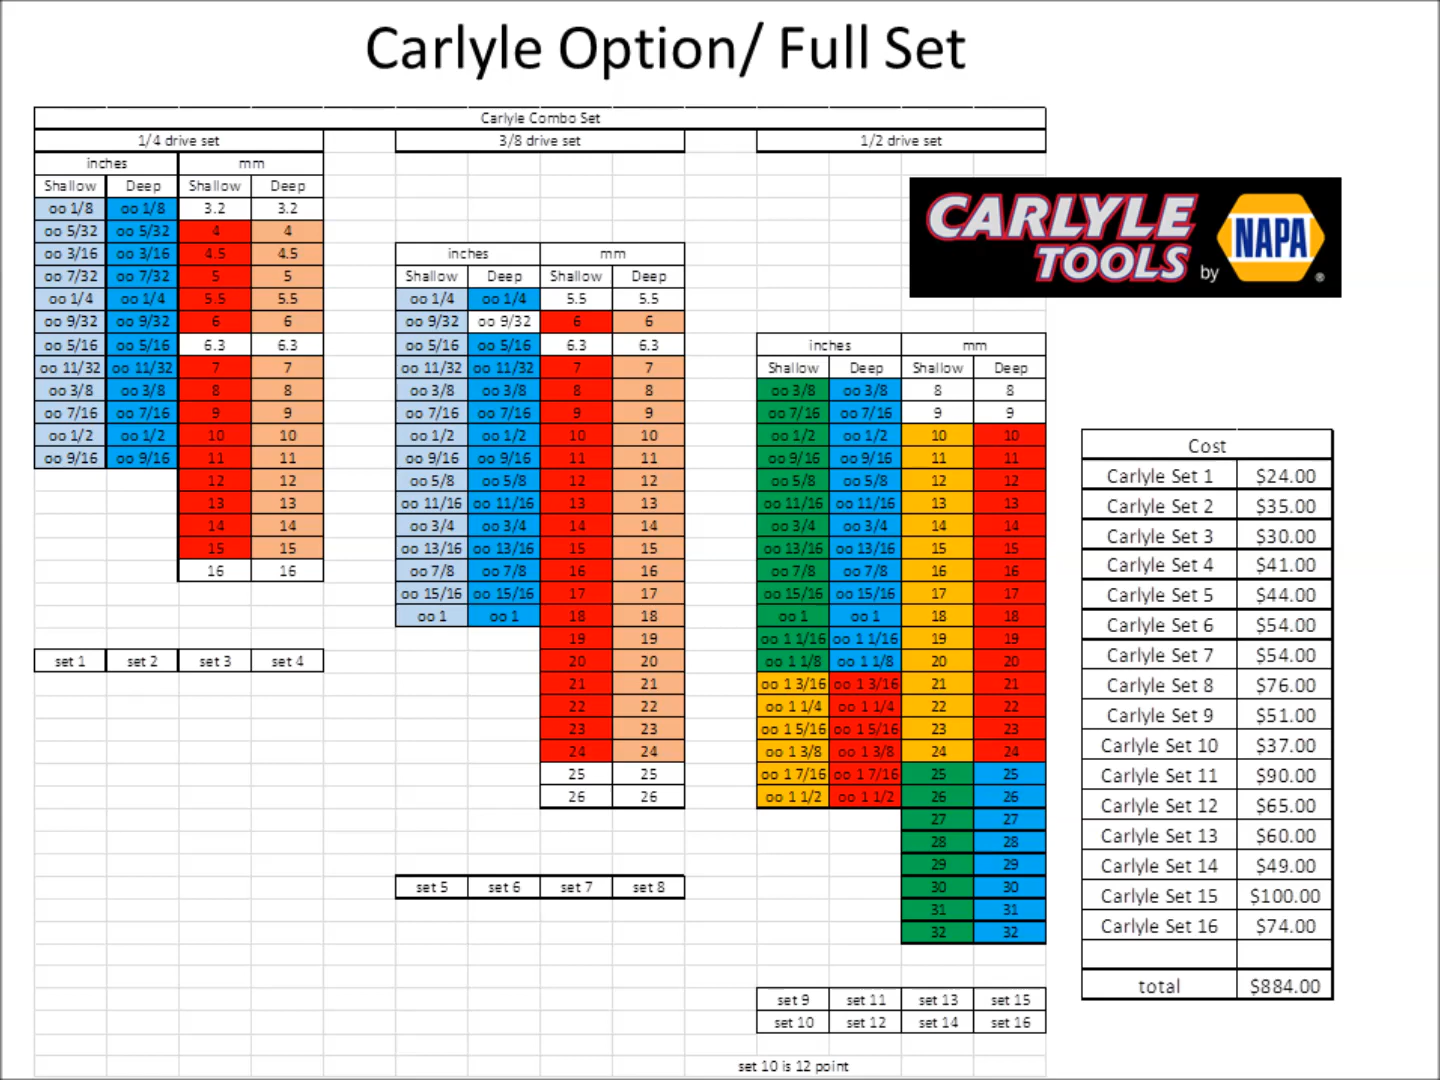 Carlyle Option/ Full Set
Carlyle Combo Set
1/4 drive set 3/8 drive set 1/2 drive set
inches mm
Shallow Deep Shallow Deep
oo 1/8 oo 1/8 3.2 3.2
oo 5/32 oo 5/32 4 4
CARLYLE TOOLS by NAPA ®
oo 3/16 oo 3/16 4.5 4.5 inches mm
oo 7/32 oo 7/32 5 5 Shallow Deep Shallow Deep
oo 1/4 oo 1/4 5.5 5.5 oo 1/4 oo 1/4 5.5 5.5
oo 9/32 oo 9/32 6 6 oo 9/32 oo 9/32 6 6
oo 5/16 oo 5/16 6.3 6.3 oo 5/16 oo 5/16 6.3 6.3 inches mm
oo 11/32 oo 11/32 7 7 oo 11/32 oo 11/32 7 7 Shallow Deep Shallow Deep
oo 3/8 oo 3/8 8 8 oo 3/8 oo 3/8 8 8 oo 3/8 oo 3/8 8 8
oo 7/16 oo 7/16 9 9 oo 7/16 oo 7/16 9 9 oo 7/16 oo 7/16 9 9
oo 1/2 oo 1/2 10 10 oo 1/2 oo 1/2 10 10 oo 1/2 oo 1/2 10 10
oo 9/16 oo 9/16 11 11 oo 9/16 oo 9/16 11 11 oo 9/16 oo 9/16 11 11
12 12 oo 5/8 oo 5/8 12 12 oo 5/8 oo 5/8 12 12
13 13 oo 11/16 oo 11/16 13 13 oo 11/16 oo 11/16 13 13
14 14 oo 3/4 oo 3/4 14 14 oo 3/4 oo 3/4 14 14
15 15 oo 13/16 oo 13/16 15 15 oo 13/16 oo 13/16 15 15
16 16 oo 7/8 oo 7/8 16 16 oo 7/8 oo 7/8 16 16
oo 15/16 oo 15/16 17 17 oo 15/16 oo 15/16 17 17
oo 1 oo 1 18 18 oo 1 oo 1 18 18
19 19 oo 1 1/16 oo 1 1/16 19 19
set 1 set 2 set 3 set 4 20 20 oo 1 1/8 oo 1 1/8 20 20
21 21 oo 1 3/16 oo 1 3/16 21 21
22 22 oo 1 1/4 oo 1 1/4 22 22
23 23 oo 1 5/16 oo 1 5/16 23 23
24 24 oo 1 3/8 oo 1 3/8 24 24
25 25 oo 1 7/16 oo 1 7/16 25 25
26 26 oo 1 1/2 oo 1 1/2 26 26
27 27
28 28
29 29
set 5 set 6 set 7 set 8 30 30
31 31
32 32
set 9 set 11 set 13 set 15
set 10 set 12 set 14 set 16
set 10 is 12 point
Cost
Carlyle Set 1 $24.00
Carlyle Set 2 $35.00
Carlyle Set 3 $30.00
Carlyle Set 4 $41.00
Carlyle Set 5 $44.00
Carlyle Set 6 $54.00
Carlyle Set 7 $54.00
Carlyle Set 8 $76.00
Carlyle Set 9 $51.00
Carlyle Set 10 $37.00
Carlyle Set 11 $90.00
Carlyle Set 12 $65.00
Carlyle Set 13 $60.00
Carlyle Set 14 $49.00
Carlyle Set 15 $100.00
Carlyle Set 16 $74.00
total $884.00